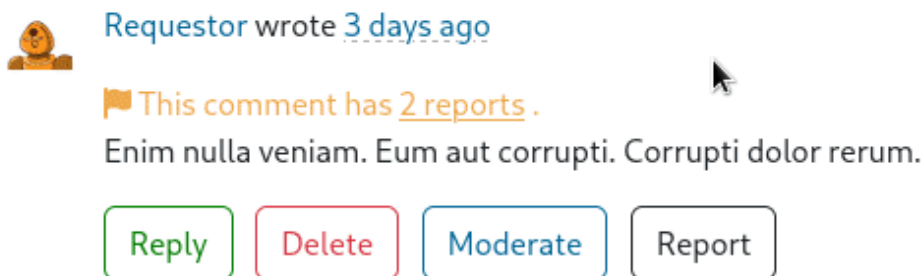 Requestor wrote 3 days ago
This comment has 2 reports .
Enim nulla veniam. Eum aut corrupti. Corrupti dolor rerum.
Reply Delete Moderate Report